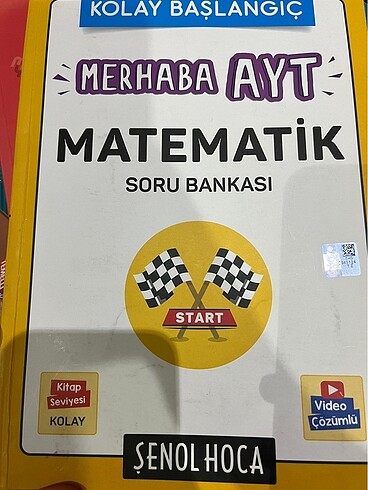 KOLAY BAŞLANGIÇ
MERHABA AYT
MATEMATİK
SORU BANKASI
START
Kitap
Seviyesi
KOLAY
Video
Çözümlü
ŞENOL HOCA